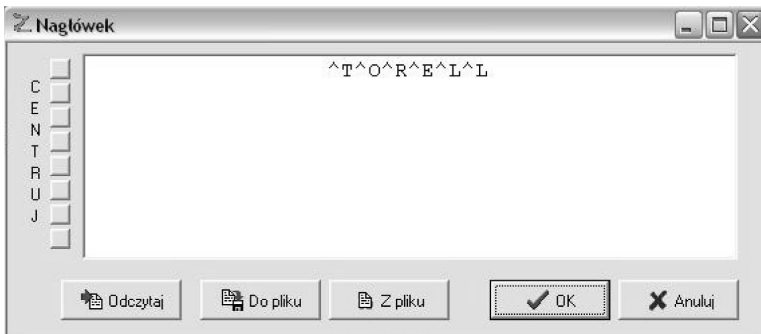 Nagłówek
^T^O^R^E^L^L
C
E
N
T
R
U
J
Odczytaj Do pliku Z pliku OK Anuluj